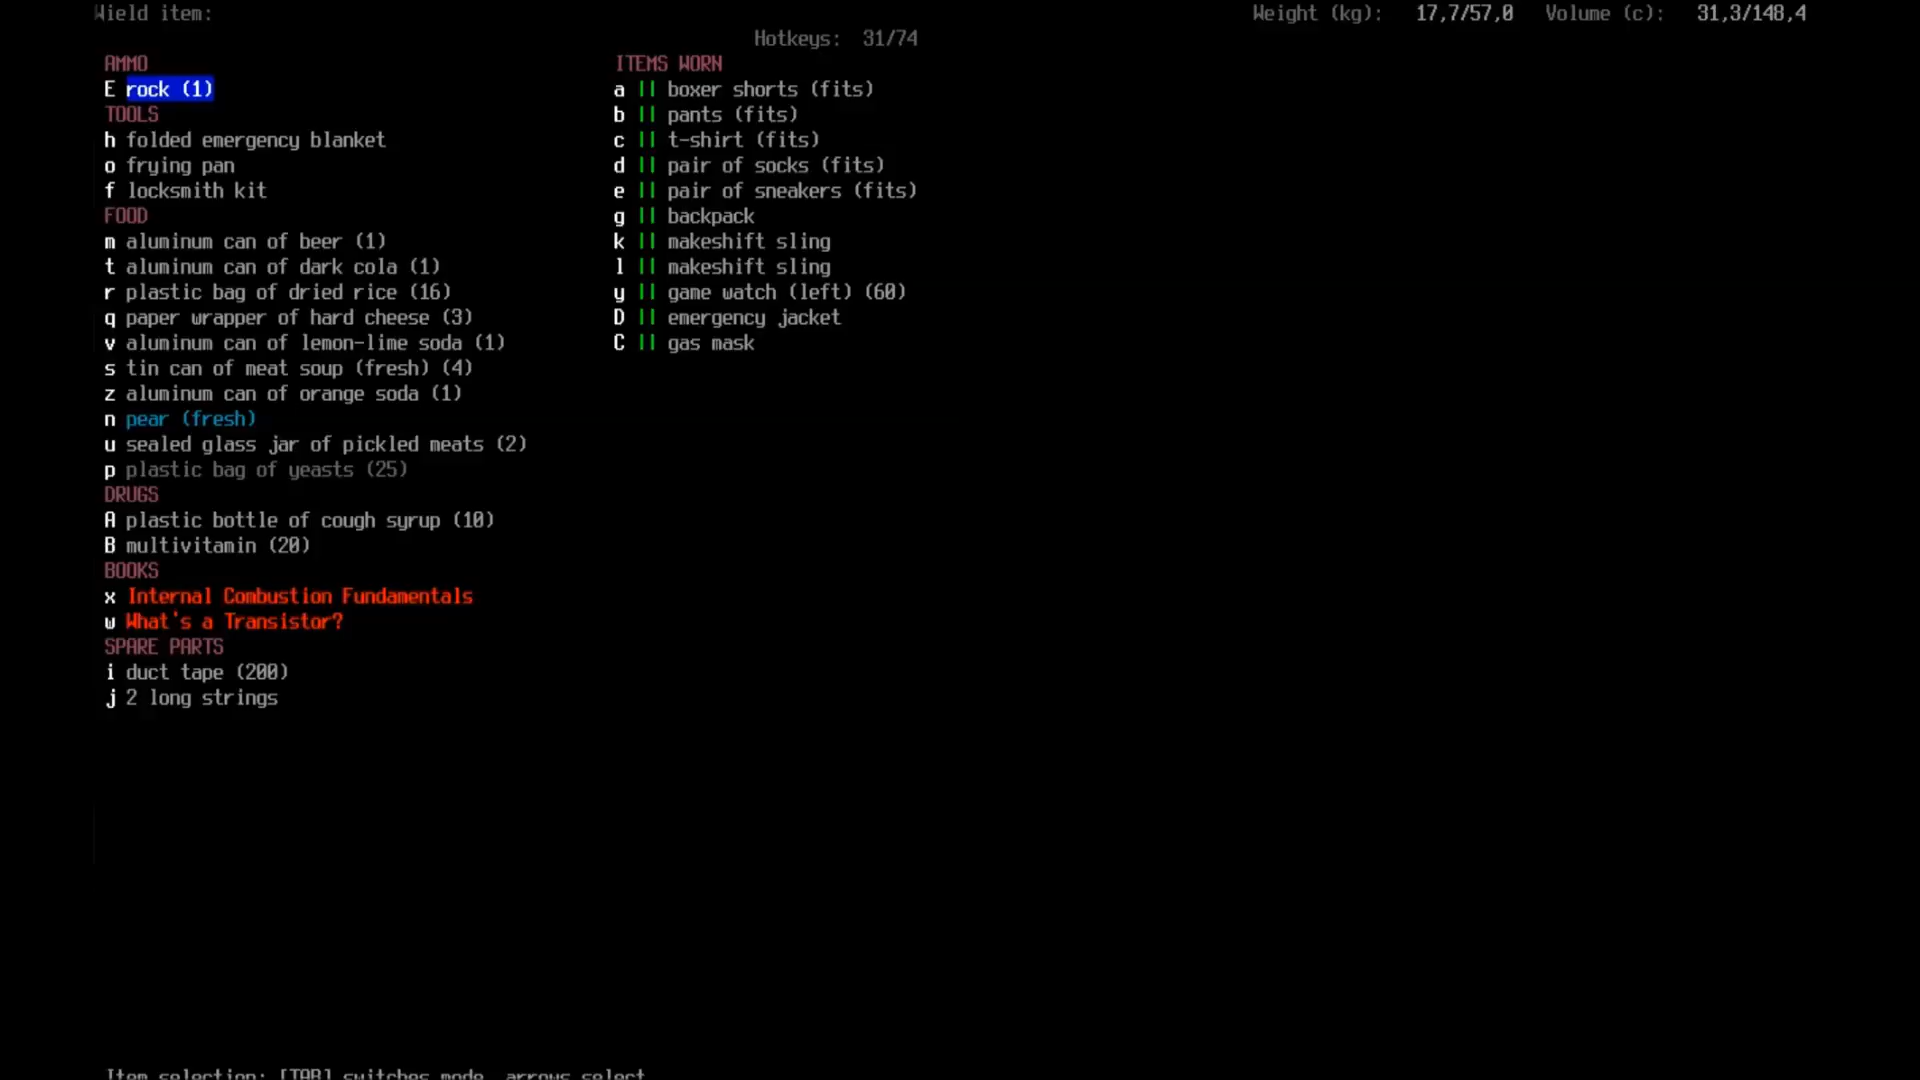 Wield item:
Weight (kg): 17,7/57,0 Volume (c): 31,3/148,4
Hotkeys: 31/74
AMMO
E rock (1)
TOOLS
h folded emergency blanket
o frying pan
f locksmith kit
FOOD
m aluminum can of beer (1)
t aluminum can of dark cola (1)
r plastic bag of dried rice (16)
q paper wrapper of hard cheese (3)
v aluminum can of lemon-lime soda (1)
s tin can of meat soup (fresh) (4)
z aluminum can of orange soda (1)
n pear (fresh)
u sealed glass jar of pickled meats (2)
p plastic bag of yeasts (25)
DRUGS
A plastic bottle of cough syrup (10)
B multivitamin (20)
BOOKS
x Internal Combustion Fundamentals
w What's a Transistor?
SPARE PARTS
i duct tape (200)
j 2 long strings
ITEMS WORN
a || boxer shorts (fits)
b || pants (fits)
c || t-shirt (fits)
d || pair of socks (fits)
e || pair of sneakers (fits)
g || backpack
k || makeshift sling
l || makeshift sling
y || game watch (left) (60)
D || emergency jacket
C || gas mask
Item selection: [TAB] switches mode, arrows select